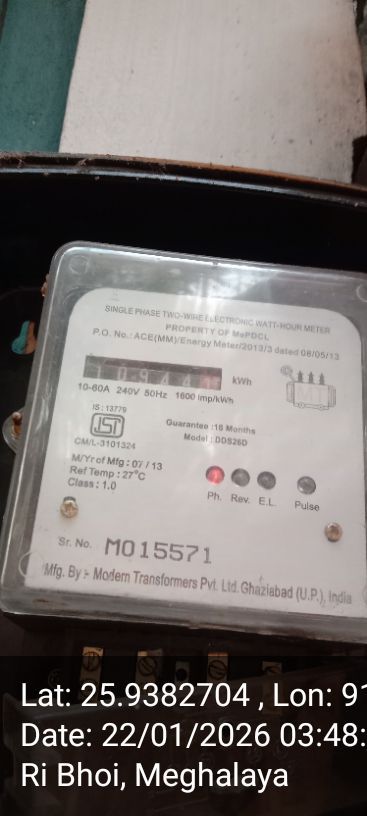 SINGLE PHASE TWO-WIRE ELECTRONIC WATT-HOUR METER
PROPERTY OF MePDCL
P.O. No.: ACE(MM)/Energy Meter/2013/3 dated 08/05/13
kWh
10-60A 240V 50Hz 1600 imp/kWh
IS : 13779
ISI
CM/L-3101324
Guarantee :18 Months
Model : DDS26D
M/Yr of Mfg : 07 / 13
Ref Temp : 27°C
Class : 1.0
Ph. Rev. E.L. Pulse
Sr. No. M015571
Mfg. By :- Modern Transformers Pvt. Ltd. Ghaziabad (U.P.), India
Lat: 25.9382704 , Lon: 91
Date: 22/01/2026 03:48:
Ri Bhoi, Meghalaya